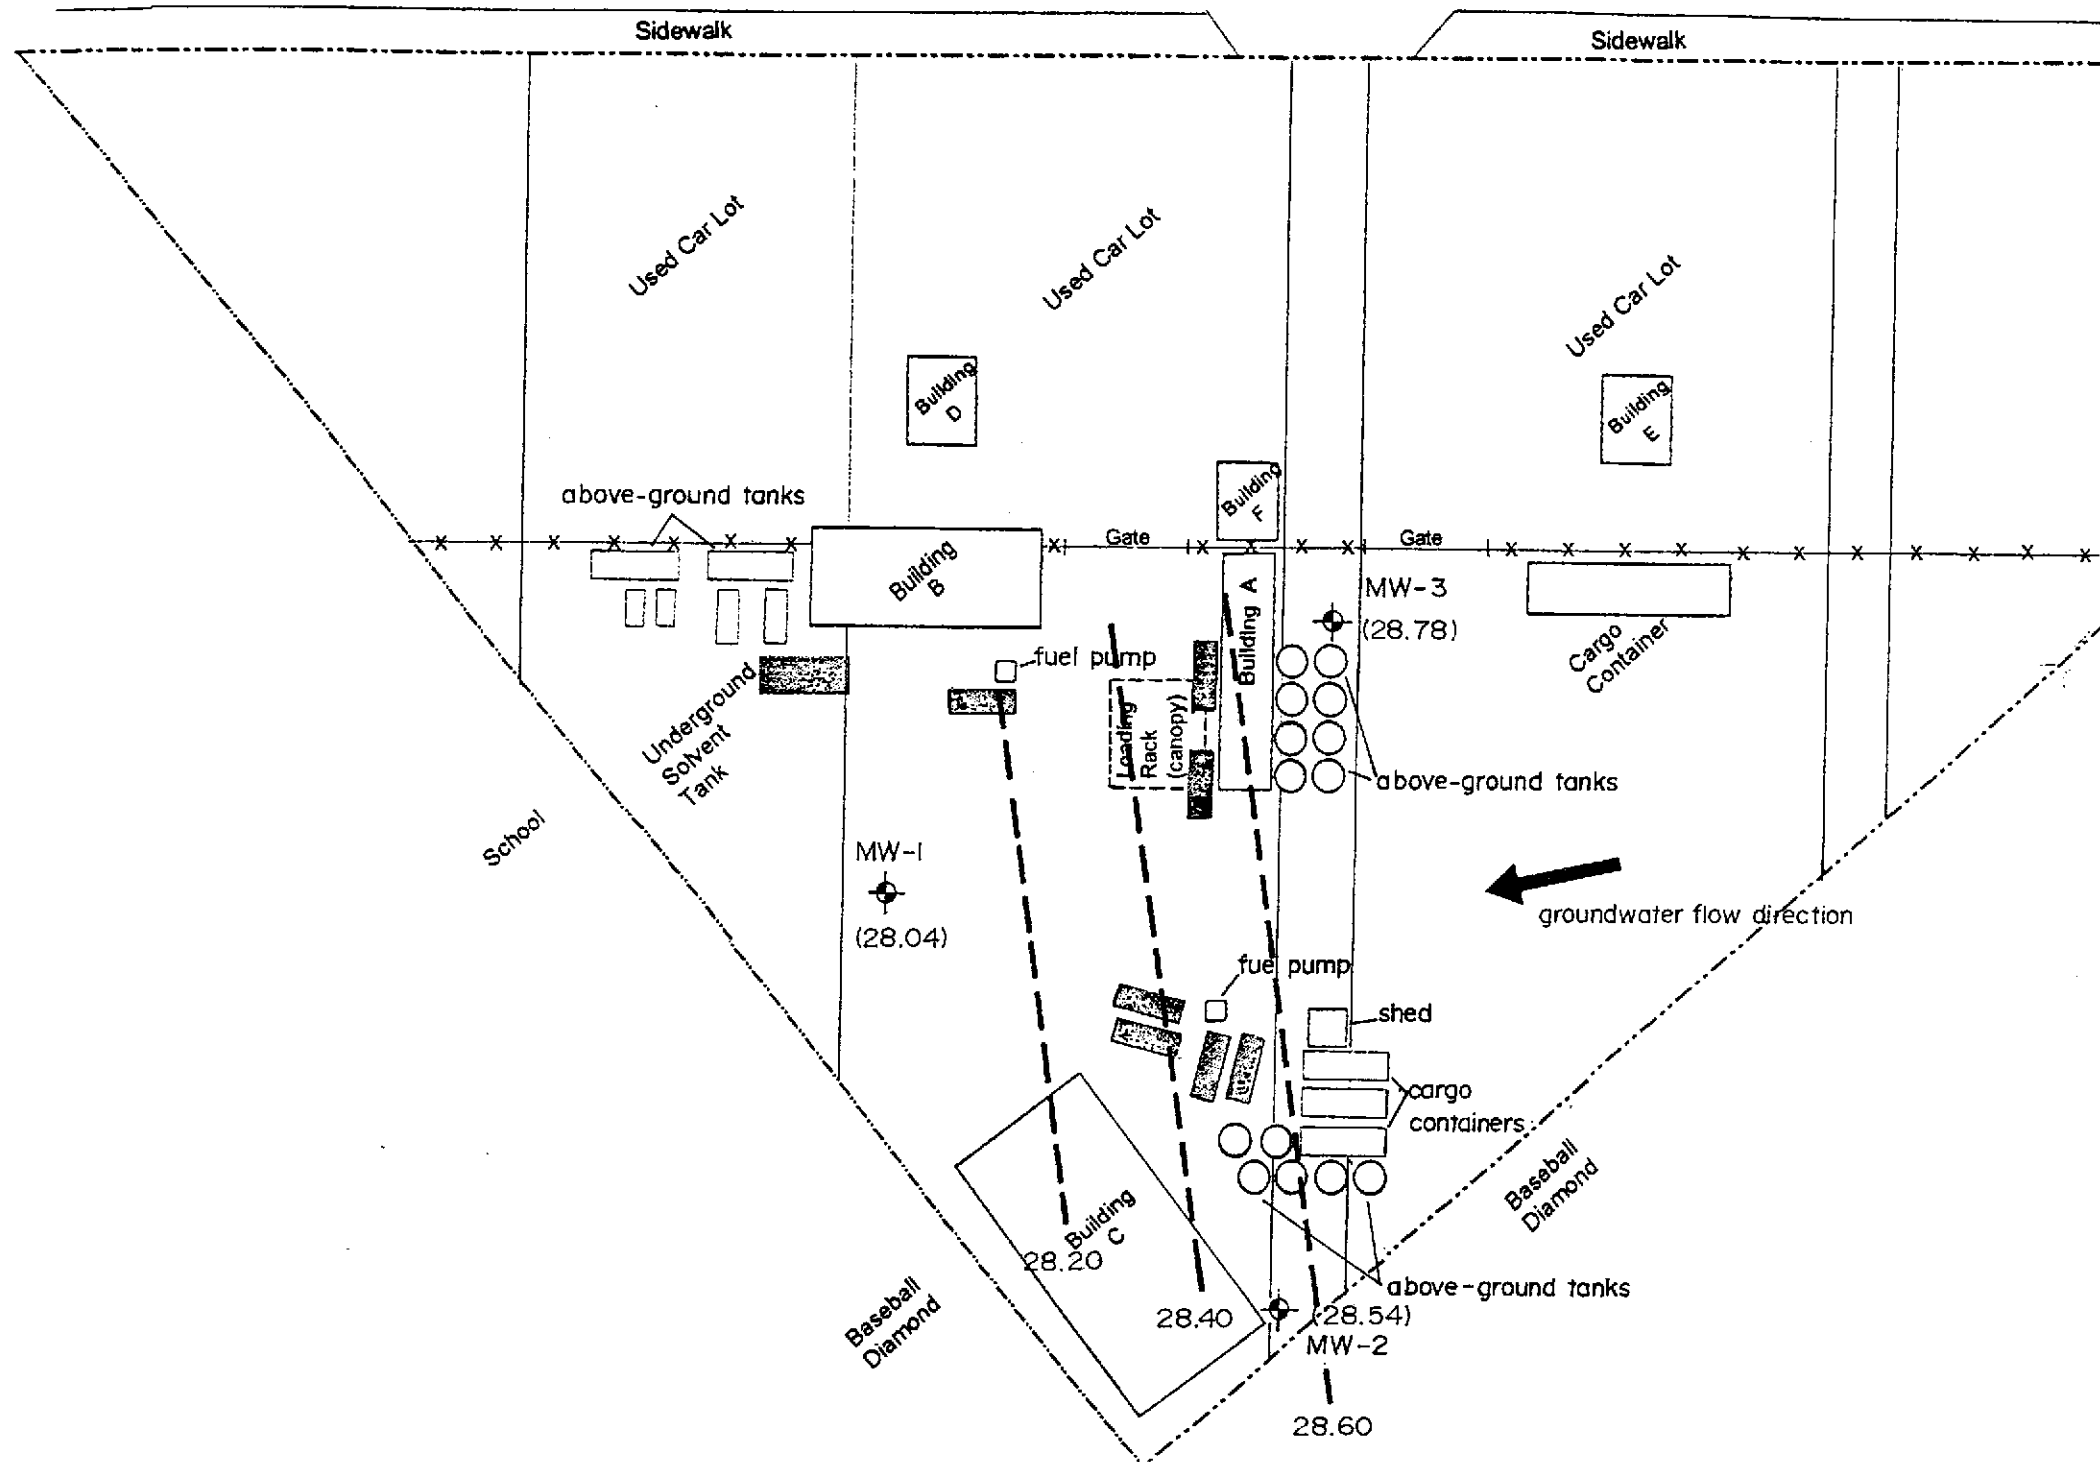 Sidewalk
Sidewalk
Used Car Lot
Used Car Lot
Used Car Lot
Building
D
Building
E
above-ground tanks
Building
F
Gate
Gate
Building
B
Building A
MW-3
(28.78)
Cargo
Container
fuel pump
Underground
Solvent
Tank
Loading
Rack
(canopy)
above-ground tanks
School
MW-1
(28.04)
groundwater flow direction
fuel pump
shed
cargo
containers
Baseball
Diamond
Building
C
28.20
above-ground tanks
Baseball
Diamond
28.40
(28.54)
MW-2
28.60